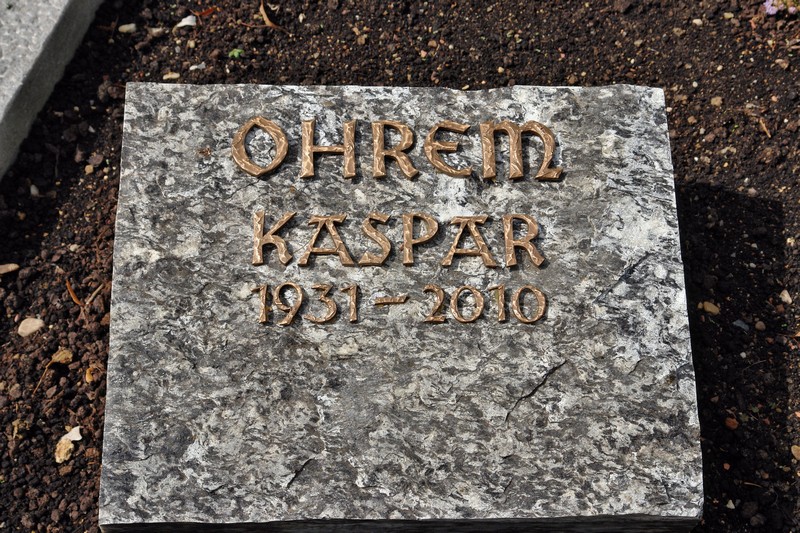 OHREM
KASPAR
1931 – 2010